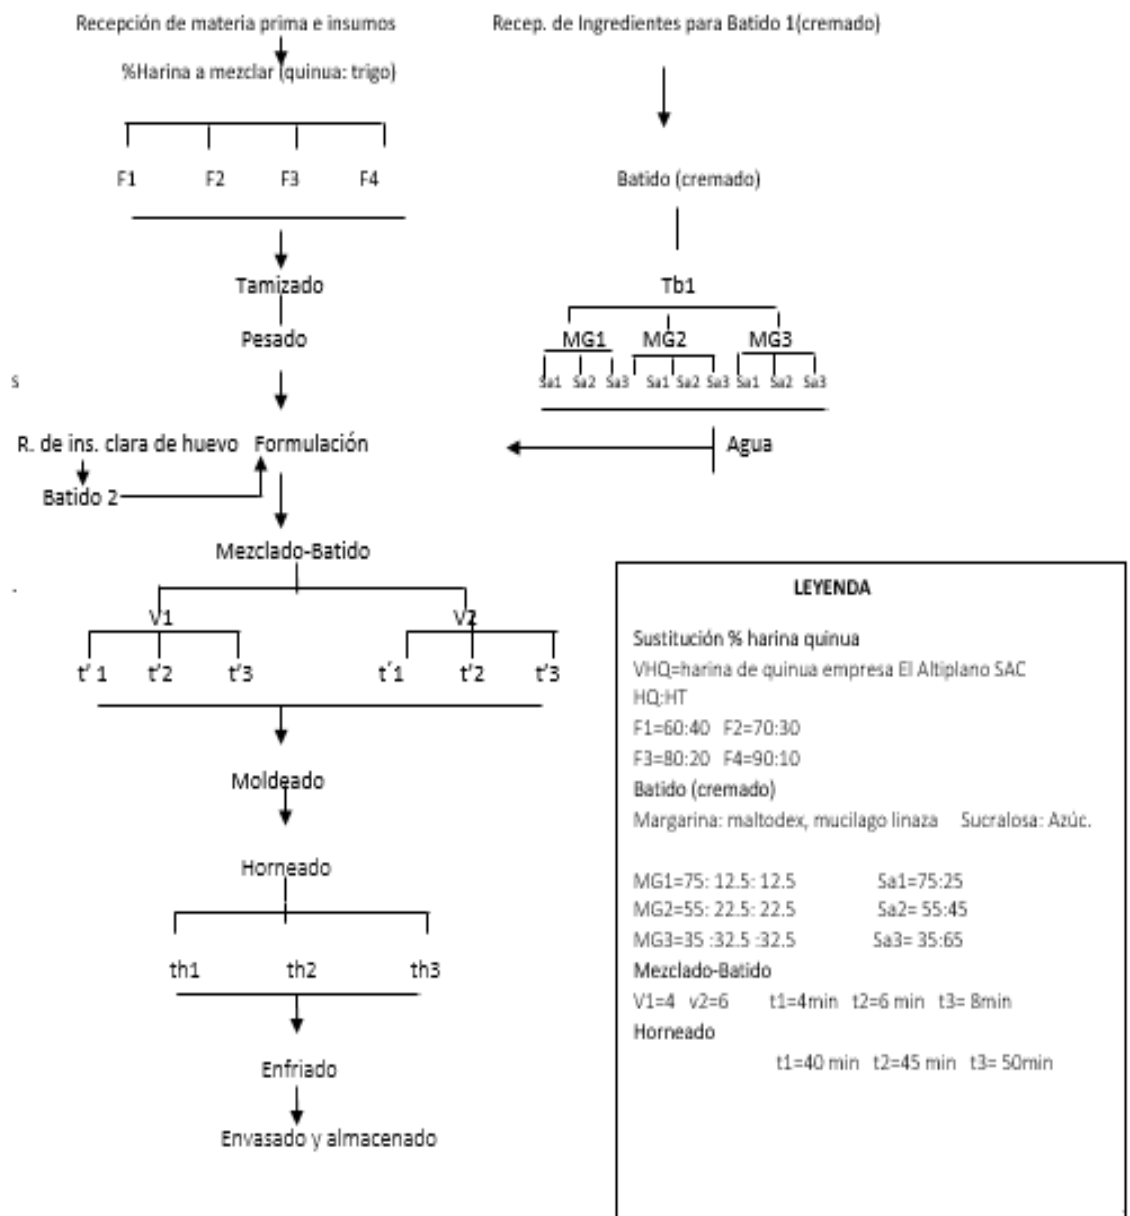 Recepción de materia prima e insumos
%Harina a mezclar (quinua: trigo)
F1 F2 F3 F4
Tamizado
Pesado
s
R. de ins. clara de huevo Formulación
Batido 2
Mezclado-Batido
V1 V2
t'1 t'2 t'3 t'1 t'2 t'3
Moldeado
Horneado
th1 th2 th3
Enfriado
Envasado y almacenado
Recep. de Ingredientes para Batido 1(cremado)
Batido (cremado)
Tb1
MG1 MG2 MG3
Sa1 Sa2 Sa3 Sa1 Sa2 Sa3 Sa1 Sa2 Sa3
Agua
LEYENDA
Sustitución % harina quinua
VHQ=harina de quinua empresa El Altiplano SAC
HQ:HT
F1=60:40 F2=70:30
F3=80:20 F4=90:10
Batido (cremado)
Margarina: maltodex, mucilago linaza Sucralosa: Azúc.
MG1=75: 12.5: 12.5 Sa1=75:25
MG2=55: 22.5: 22.5 Sa2= 55:45
MG3=35 :32.5 :32.5 Sa3= 35:65
Mezclado-Batido
V1=4 v2=6 t1=4min t2=6 min t3= 8min
Horneado
t1=40 min t2=45 min t3= 50min